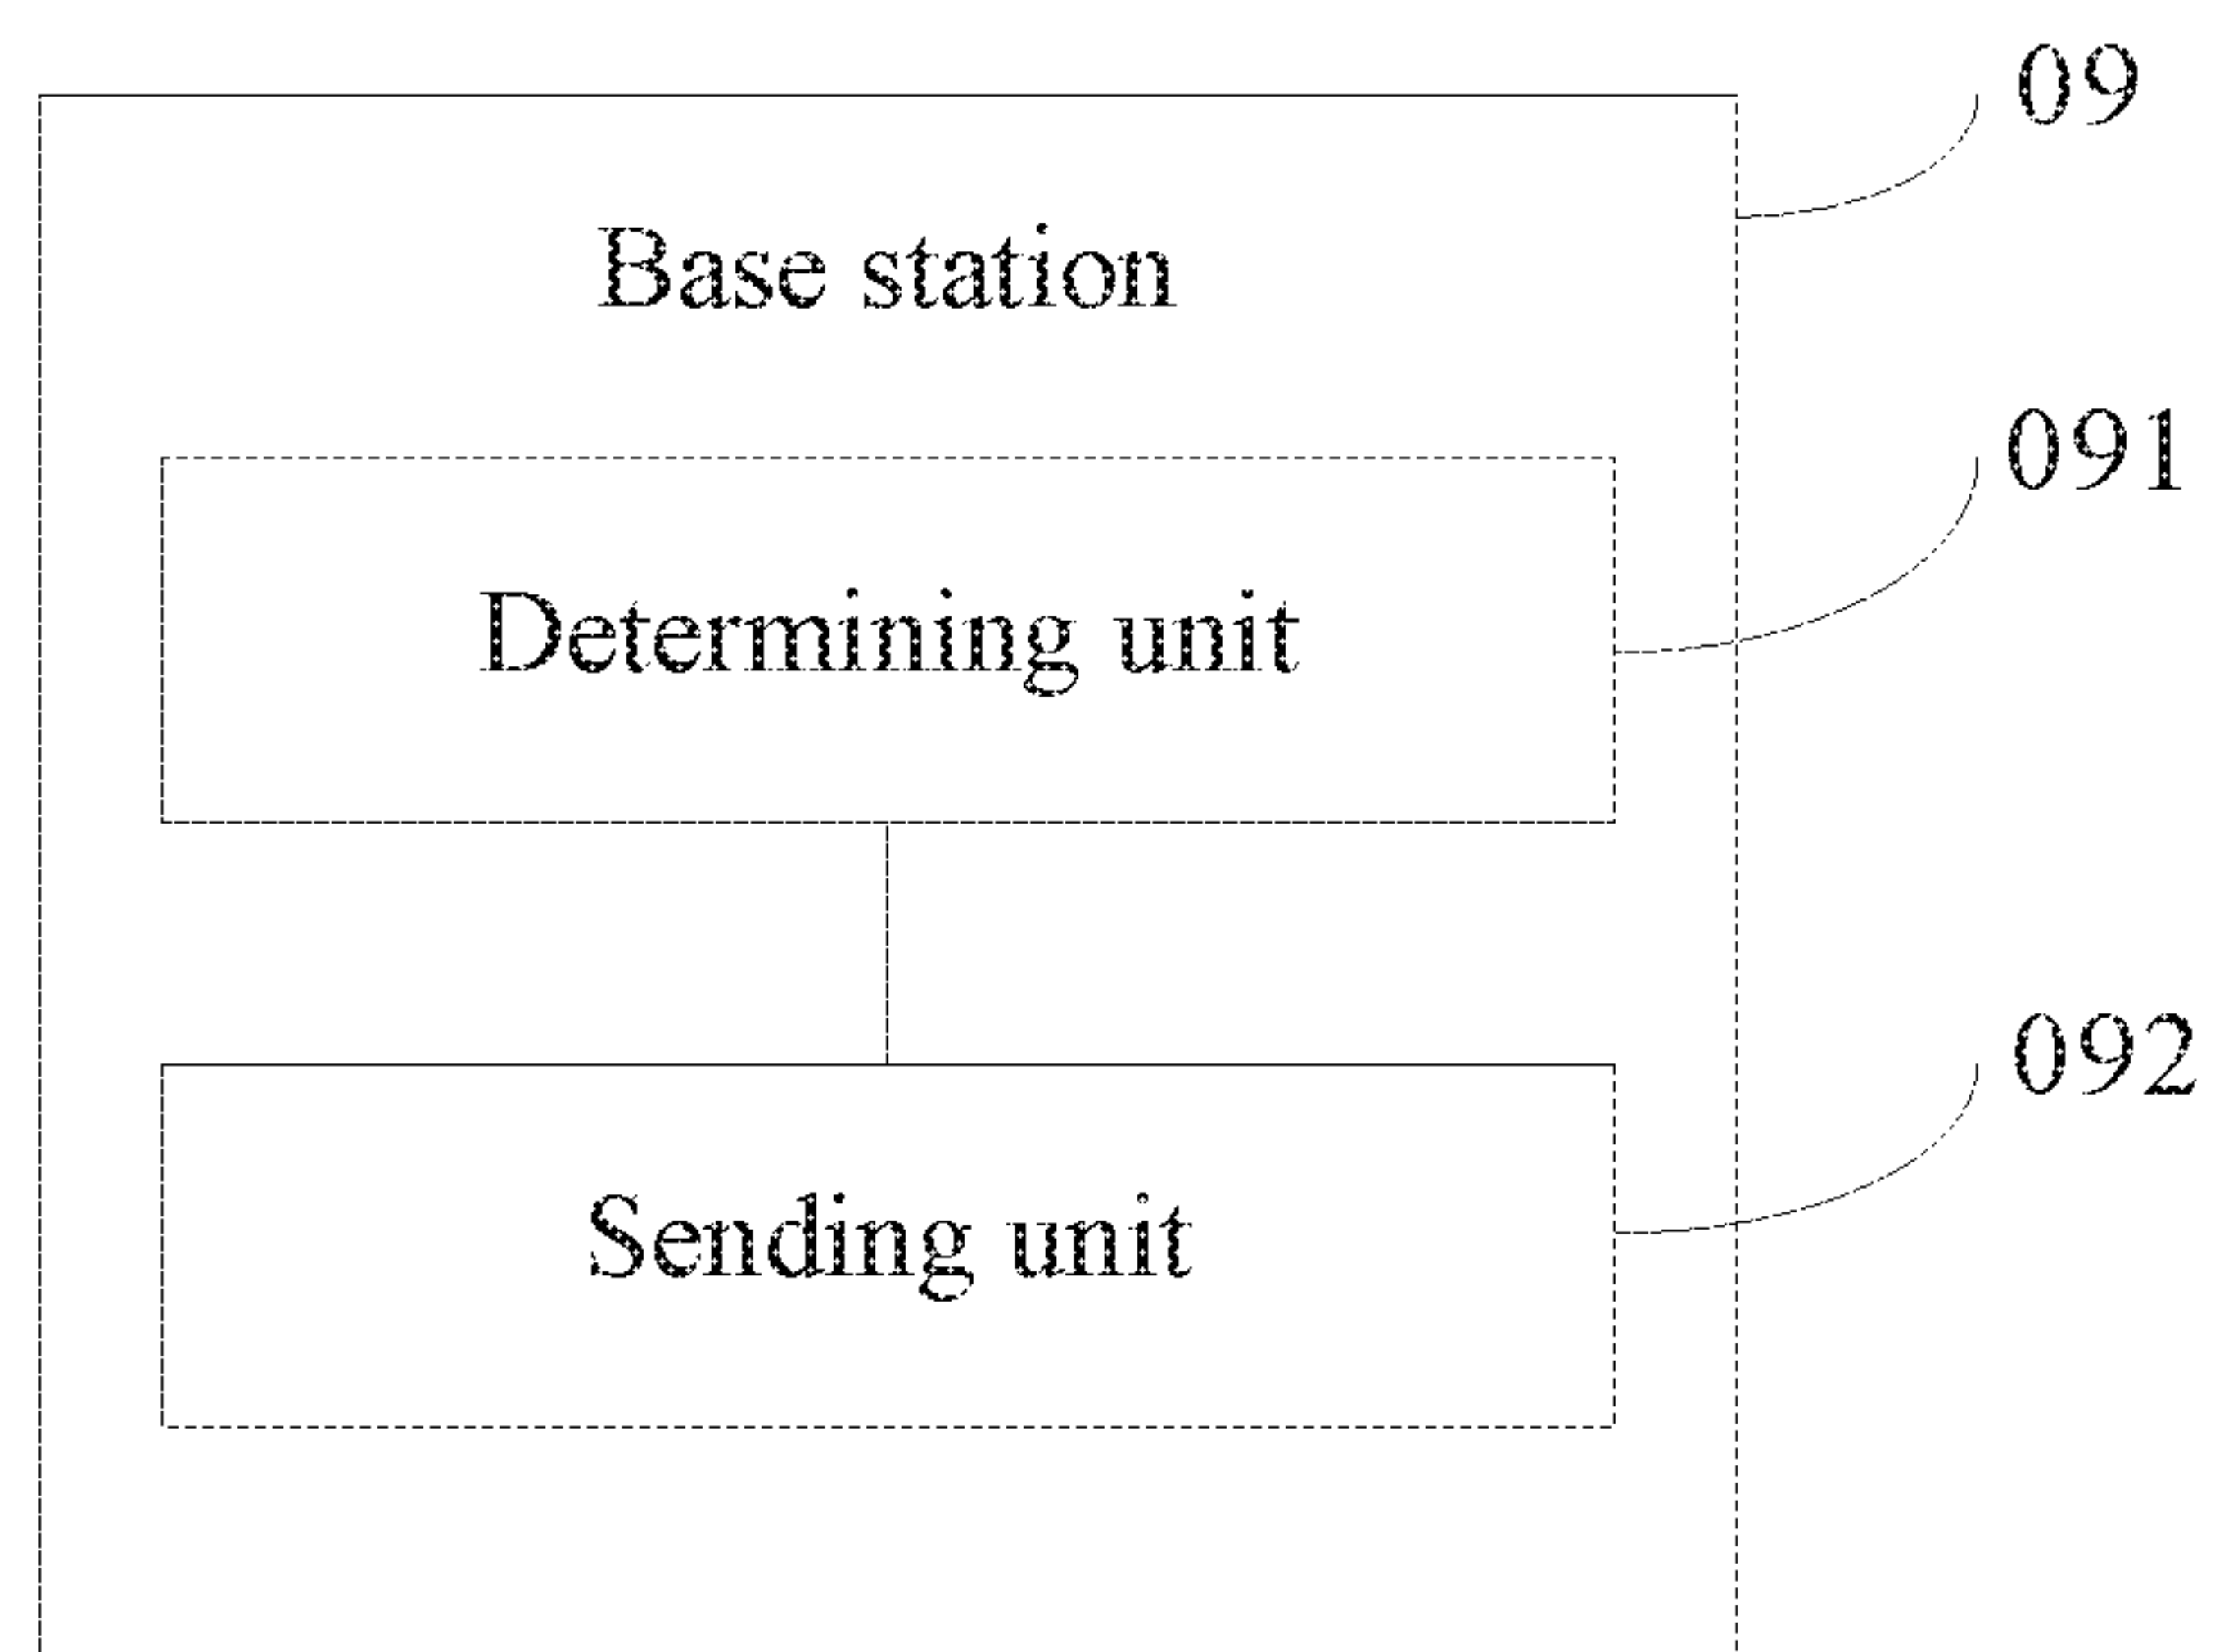 09
Base station
091
Determining unit
092
Sending unit